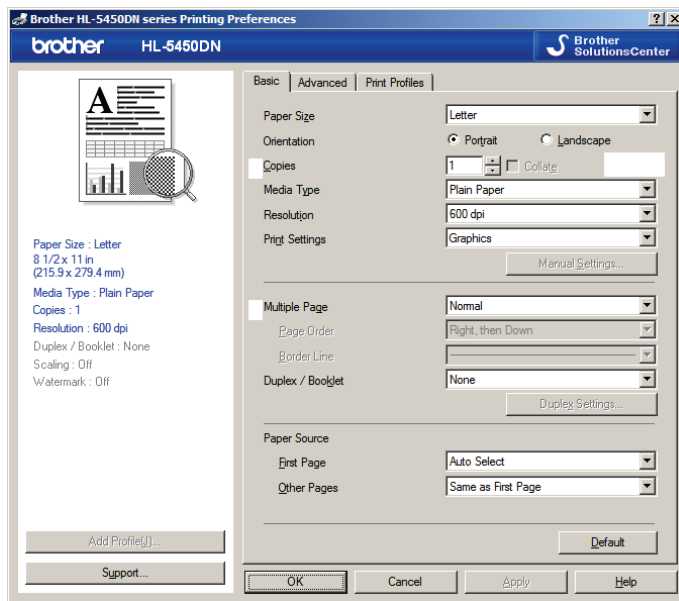 Brother HL-5450DN series Printing Preferences
brother HL-5450DN
Brother
SolutionsCenter
A
Paper Size : Letter
8 1/2 x 11 in
(215.9 x 279.4 mm)
Media Type : Plain Paper
Copies : 1
Resolution : 600 dpi
Duplex / Booklet : None
Scaling : Off
Watermark : Off
Add Profile(J)...
Support...
Basic Advanced Print Profiles
Paper Size Letter
Orientation Portrait Landscape
Copies 1 Collate
Media Type Plain Paper
Resolution 600 dpi
Print Settings Graphics
Manual Settings...
Multiple Page Normal
Page Order Right, then Down
Border Line
Duplex / Booklet None
Duplex Settings...
Paper Source
First Page Auto Select
Other Pages Same as First Page
Default
OK Cancel Apply Help